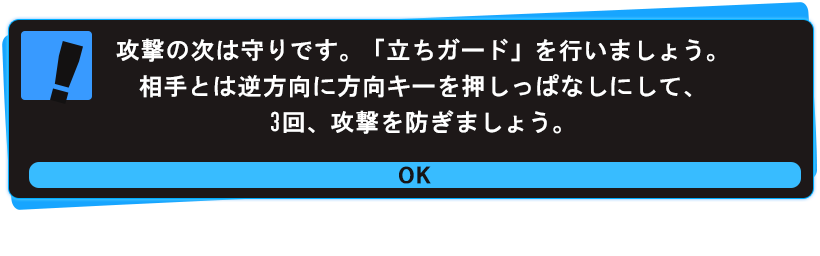 攻撃の次は守りです。「立ちガード」を行いましょう。
相手とは逆方向に方向キーを押しっぱなしにして、
3回、攻撃を防ぎましょう。
OK